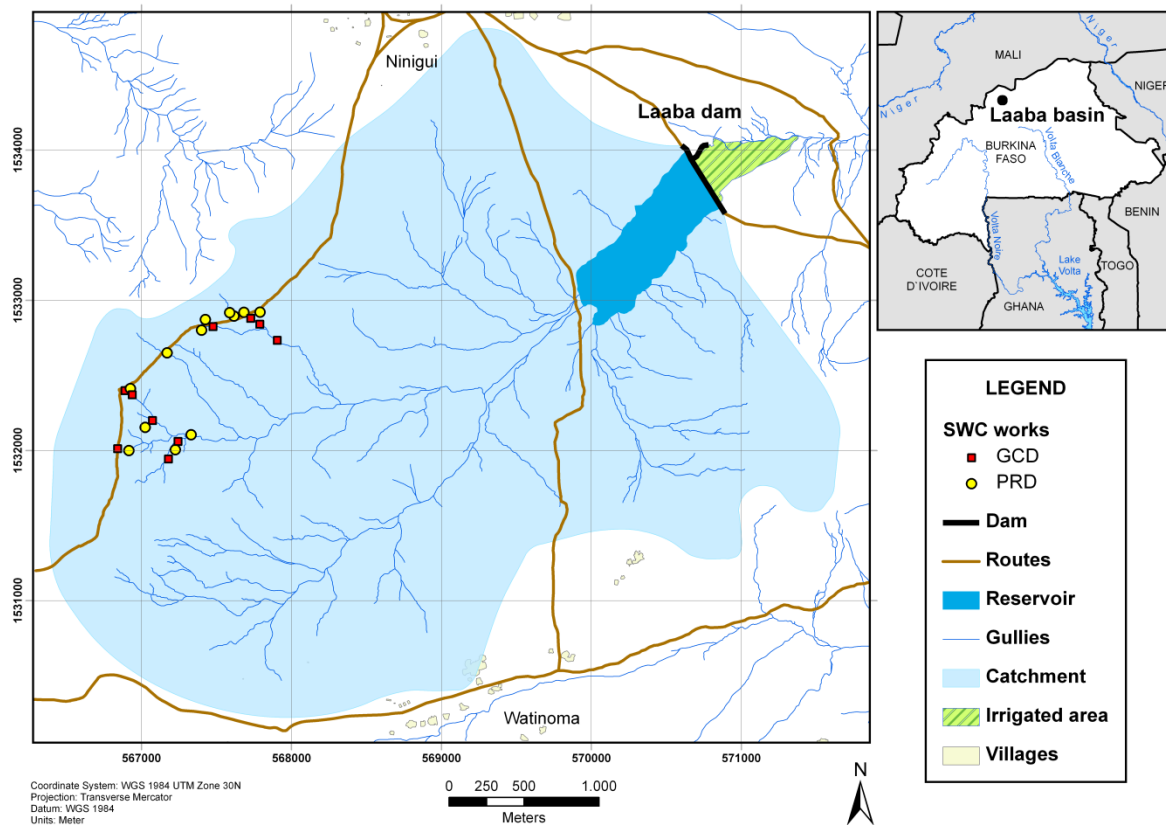 Ninigui
Laaba dam
Watinoma
1534000
1533000
1532000
1531000
567000
568000
569000
570000
571000
Coordinate System: WGS 1984 UTM Zone 30N
Projection: Transverse Mercator
Datum: WGS 1984
Units: Meter
0 250 500 1.000
Meters
N
Niger
MALI
Niger
NIGER
Laaba basin
BURKINA
FASO
Volta Blanche
BENIN
Volta Noire
Lake
Volta
TOGO
COTE
D`IVOIRE
GHANA
LEGEND
SWC works
GCD
PRD
Dam
Routes
Reservoir
Gullies
Catchment
Irrigated area
Villages